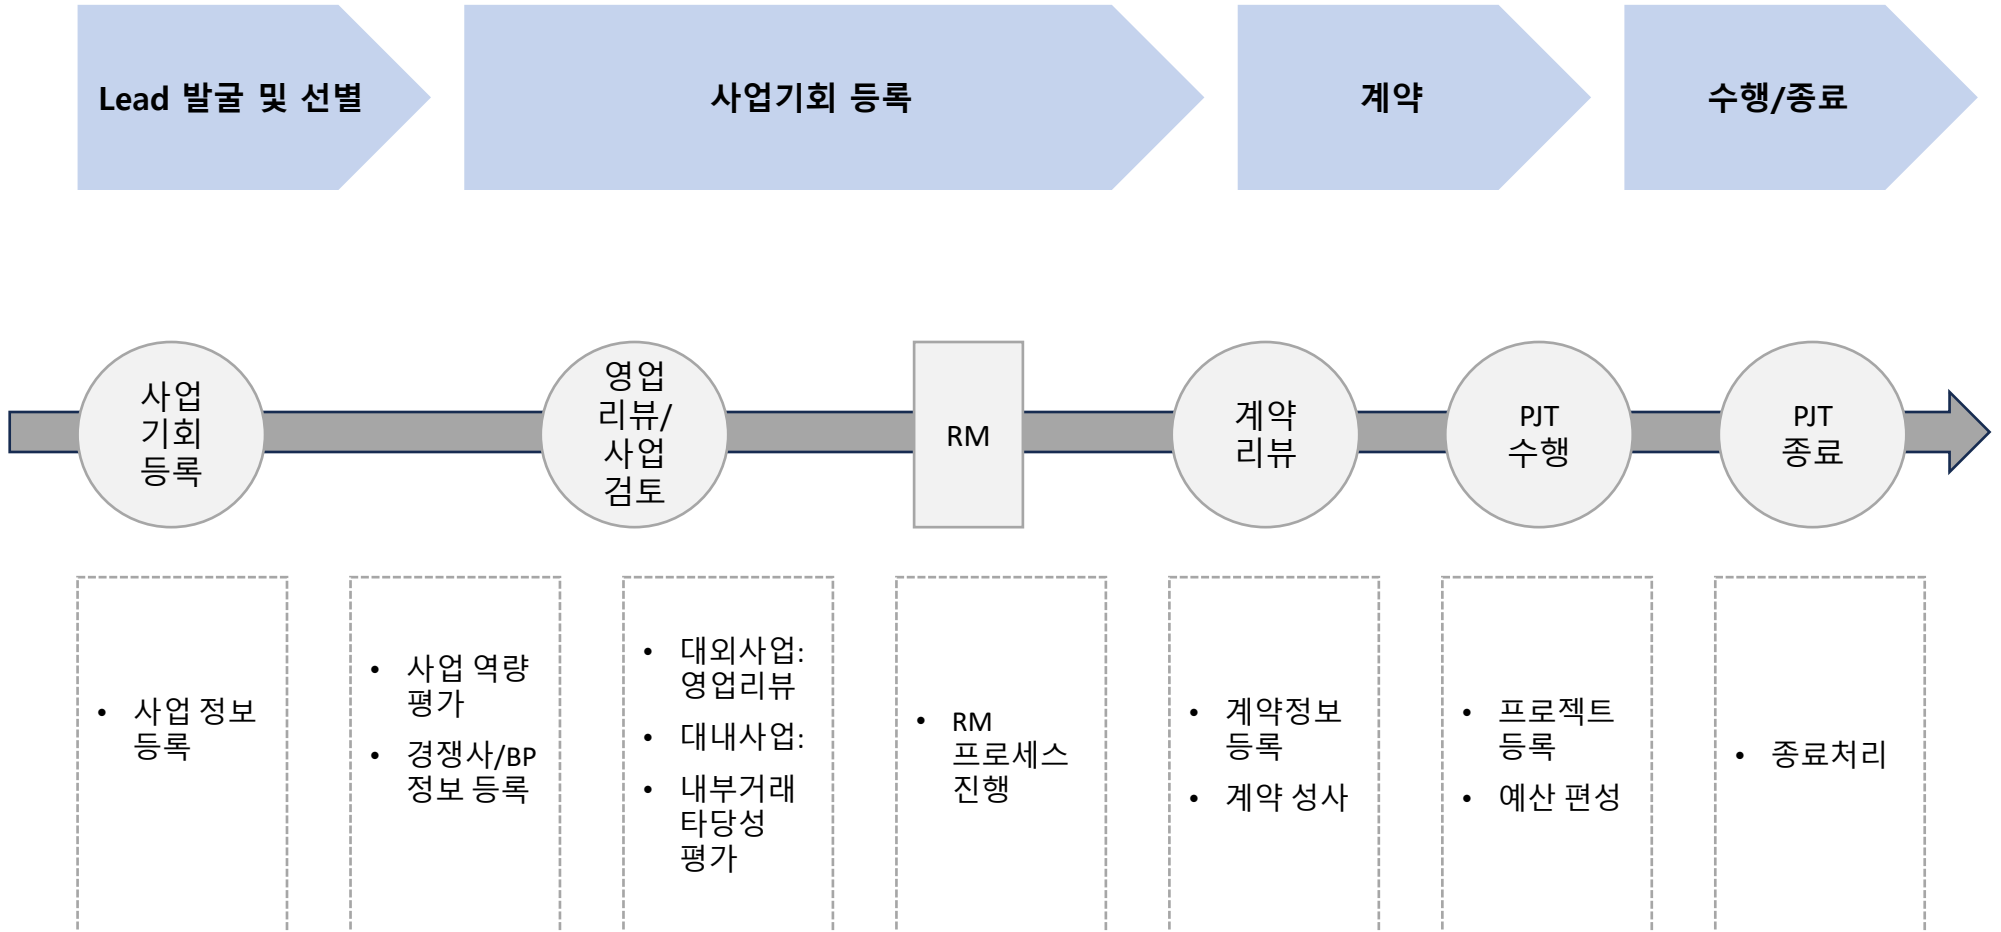 Lead 발굴 및 선별
사업기회 등록
계약
수행/종료
사업
기회
등록
영업
리뷰/
사업
검토
RM
계약
리뷰
PJT
수행
PJT
종료
• 사업 정보
등록
• 사업 역량
평가
• 경쟁사/BP
정보 등록
• 대외사업:
영업리뷰
• 대내사업:
• 내부거래
타당성
평가
• RM
프로세스
진행
• 계약정보
등록
• 계약 성사
• 프로젝트
등록
• 예산 편성
• 종료처리